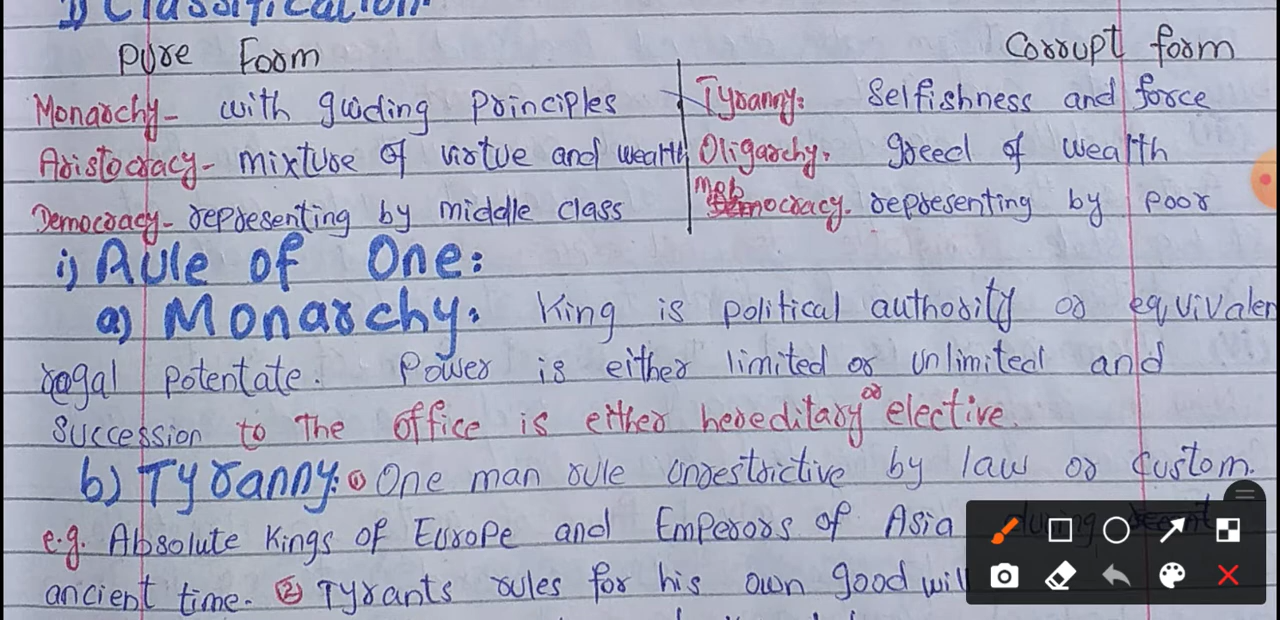 1) Classification
Pure Form Corrupt form
Monarchy- with guiding Principles Tyranny: Selfishness and force
Aristocracy- mixture of virtue and wealth Oligarchy: greed of wealth
Democracy- representing by middle class Mobocracy. representing by poor
i) Rule of One:
a) Monarchy: King is political authority or equivalen
regal potentate. Power is either limited or unlimited and
Succession to The office is either hereditary or elective.
b) Tyranny: ① One man rule unrestrictive by law or custom.
e.g. Absolute Kings of Europe and Emperors of Asia during
ancient time. ② Tyrants rules for his own good will